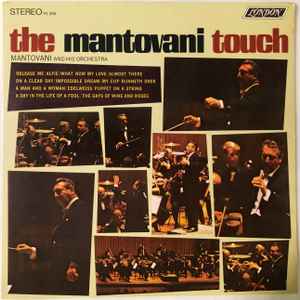 STEREO
LONDON
the mantovani touch
MANTOVANI AND HIS ORCHESTRA
RELEASE ME/ALFIE/WHAT NOW MY LOVE/ALMOST THERE
ON A CLEAR DAY/IMPOSSIBLE DREAM/MY CUP RUNNETH OVER
A MAN AND A WOMAN/EDELWEISS/PUPPET ON A STRING
A DAY IN THE LIFE OF A FOOL/THE DAYS OF WINE AND ROSES